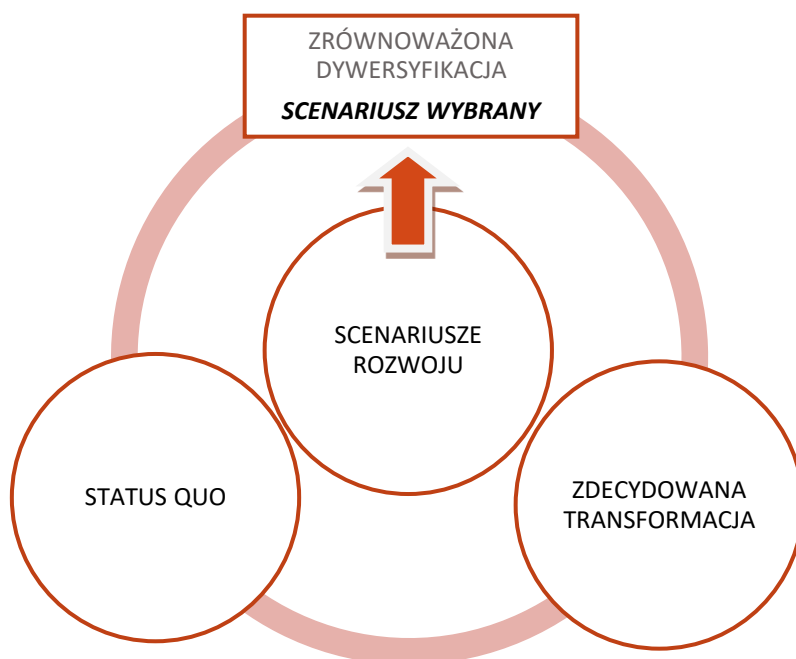 ZRÓWNOWAŻONA
DYWERSYFIKACJA
SCENARIUSZ WYBRANY
SCENARIUSZE
ROZWOJU
STATUS QUO
ZDECYDOWANA
TRANSFORMACJA